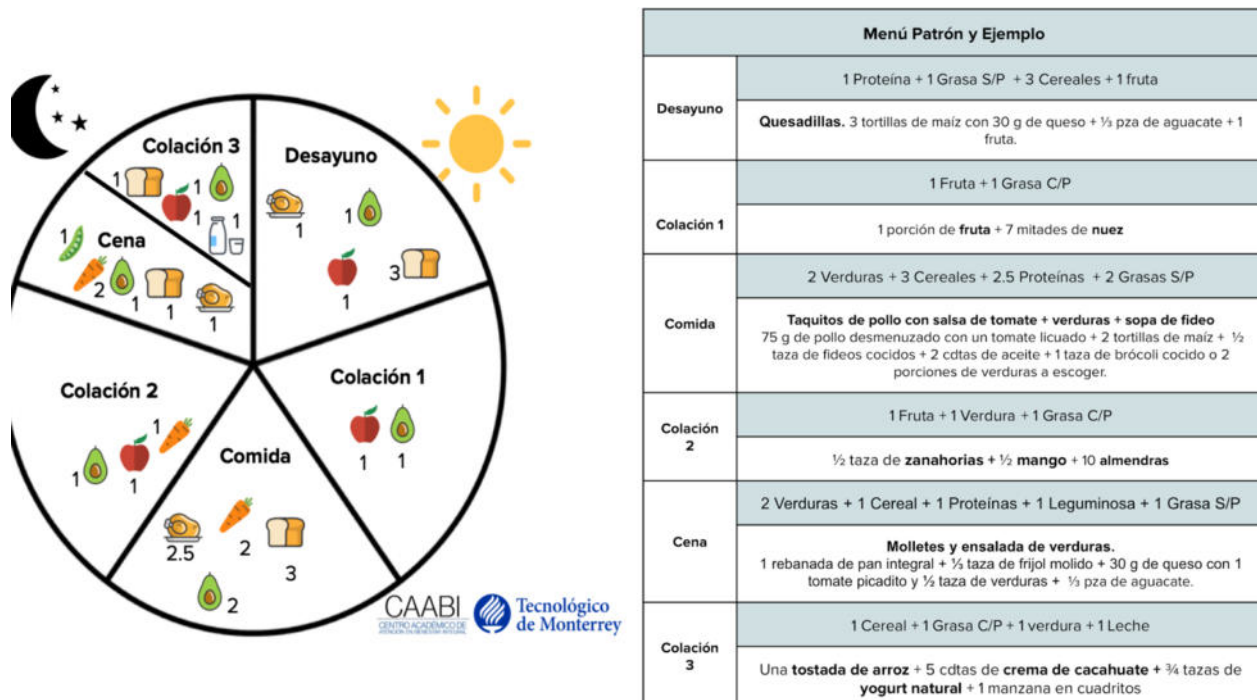 Colación 3
1
1
1
1
Desayuno
1
1
1
3
Cena
1
2
1
1
1
Colación 1
1
1
Colación 2
1
1
1
Comida
2.5
2
3
2
CAABI
CENTRO ACADÉMICO DE
ATENCIÓN EN BIENESTAR INTEGRAL
Tecnológico
de Monterrey
Menú Patrón y Ejemplo
Desayuno
1 Proteína + 1 Grasa S/P + 3 Cereales + 1 fruta
Quesadillas. 3 tortillas de maíz con 30 g de queso + ⅓ pza de aguacate + 1
fruta.
Colación 1
1 Fruta + 1 Grasa C/P
1 porción de fruta + 7 mitades de nuez
Comida
2 Verduras + 3 Cereales + 2.5 Proteínas + 2 Grasas S/P
Taquitos de pollo con salsa de tomate + verduras + sopa de fideo
75 g de pollo desmenuzado con un tomate licuado + 2 tortillas de maíz + ½
taza de fideos cocidos + 2 cdtas de aceite + 1 taza de brócoli cocido o 2
porciones de verduras a escoger.
Colación
2
1 Fruta + 1 Verdura + 1 Grasa C/P
½ taza de zanahorias + ½ mango + 10 almendras
Cena
2 Verduras + 1 Cereal + 1 Proteínas + 1 Leguminosa + 1 Grasa S/P
Molletes y ensalada de verduras.
1 rebanada de pan integral + ⅓ taza de frijol molido + 30 g de queso con 1
tomate picadito y ½ taza de verduras + ⅓ pza de aguacate.
Colación
3
1 Cereal + 1 Grasa C/P + 1 verdura + 1 Leche
Una tostada de arroz + 5 cdtas de crema de cacahuate + ¾ tazas de
yogurt natural + 1 manzana en cuadritos